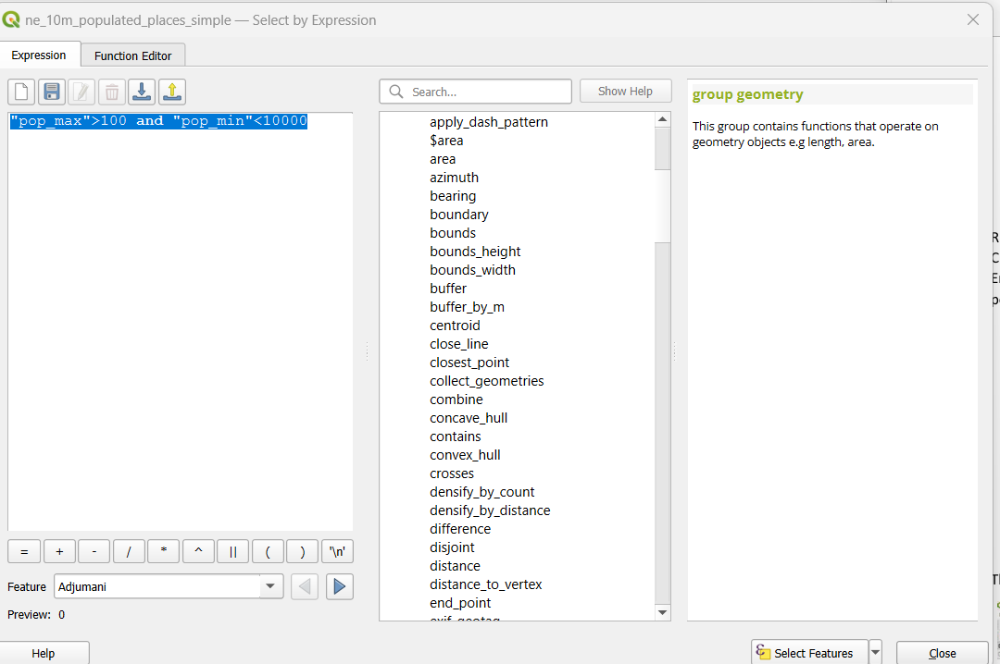 ne_10m_populated_places_simple — Select by Expression
Expression
Function Editor
Search...
Show Help
"pop_max">100 and "pop_min"<10000
apply_dash_pattern
$area
area
azimuth
bearing
boundary
bounds
bounds_height
bounds_width
buffer
buffer_by_m
centroid
close_line
closest_point
collect_geometries
combine
concave_hull
contains
convex_hull
crosses
densify_by_count
densify_by_distance
difference
disjoint
distance
distance_to_vertex
end_point
exif_geotag
group geometry
This group contains functions that operate on
geometry objects e.g length, area.
= + - / * ^ || ( ) '\n'
Feature Adjumani
Preview: 0
Help
Select Features
Close